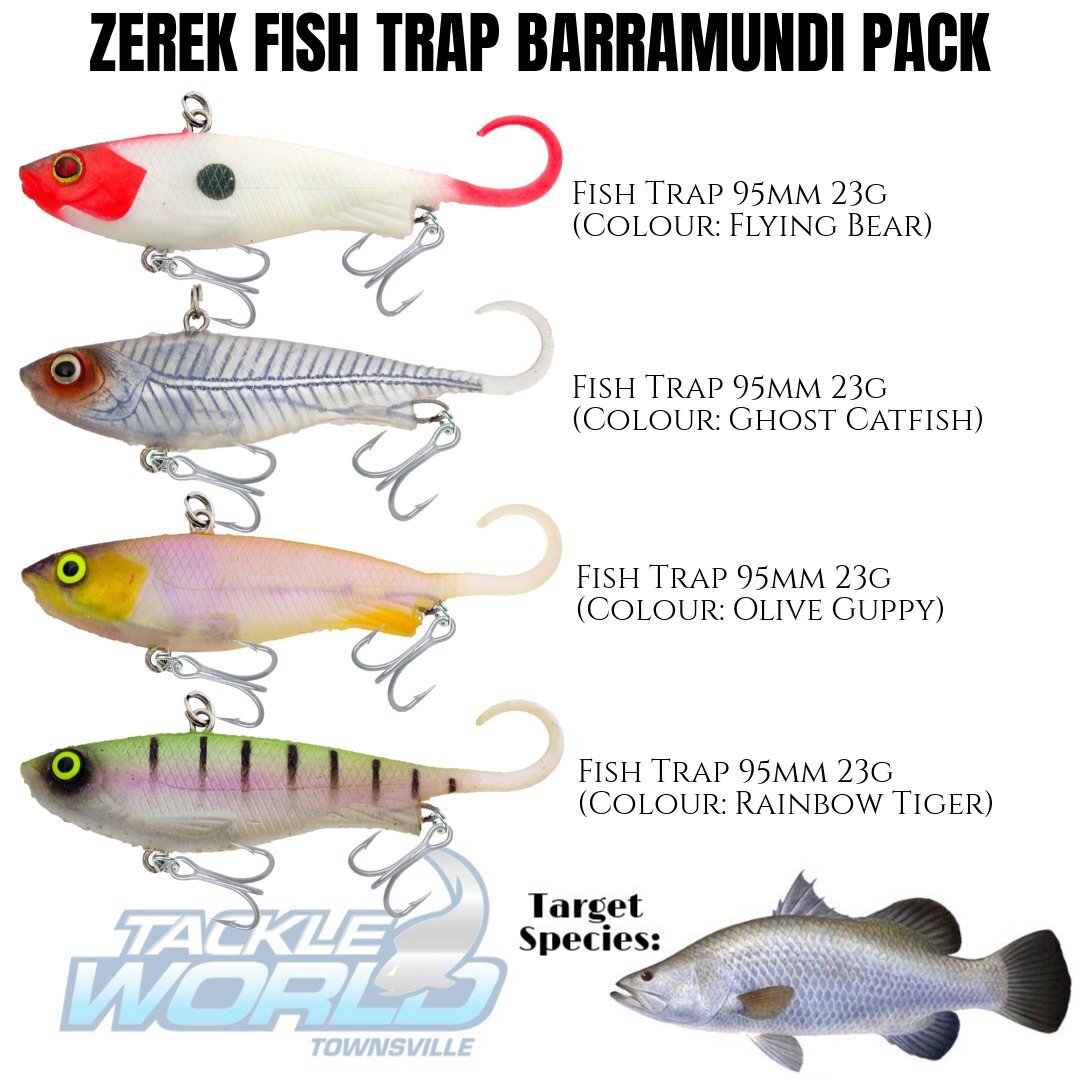 ZEREK FISH TRAP BARRAMUNDI PACK
Fish Trap 95mm 23g
(Colour: Flying Bear)
Fish Trap 95mm 23g
(Colour: Ghost Catfish)
Fish Trap 95mm 23g
(Colour: Olive Guppy)
Fish Trap 95mm 23g
(Colour: Rainbow Tiger)
Target
Species:
TACKLE
WORLD
TOWNSVILLE